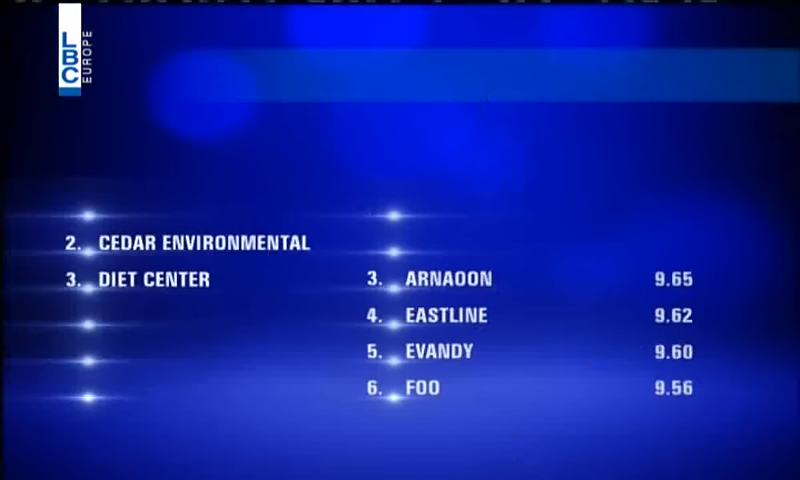 LBC EUROPE
2. CEDAR ENVIRONMENTAL
3. DIET CENTER
3. ARNAOON 9.65
4. EASTLINE 9.62
5. EVANDY 9.60
6. FOO 9.56